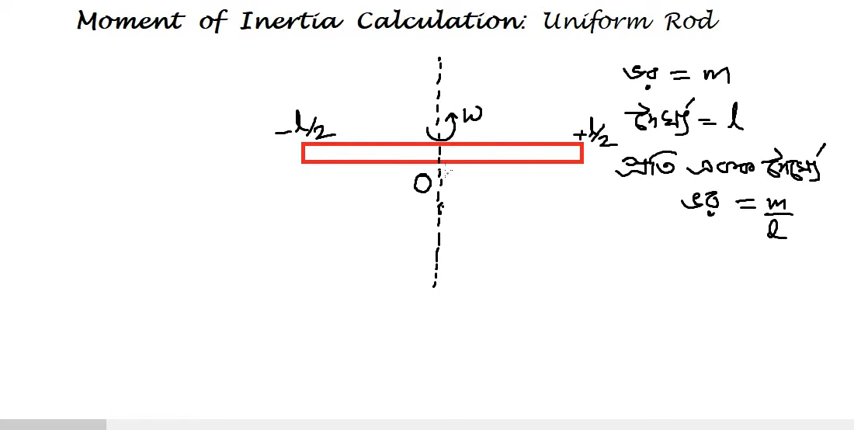 Moment of Inertia Calculation: Uniform Rod
ভর = m
দৈর্ঘ্য = l
প্রতি একক দৈর্ঘ্যে
ভর = m/l
ω
-l/2
+l/2
O